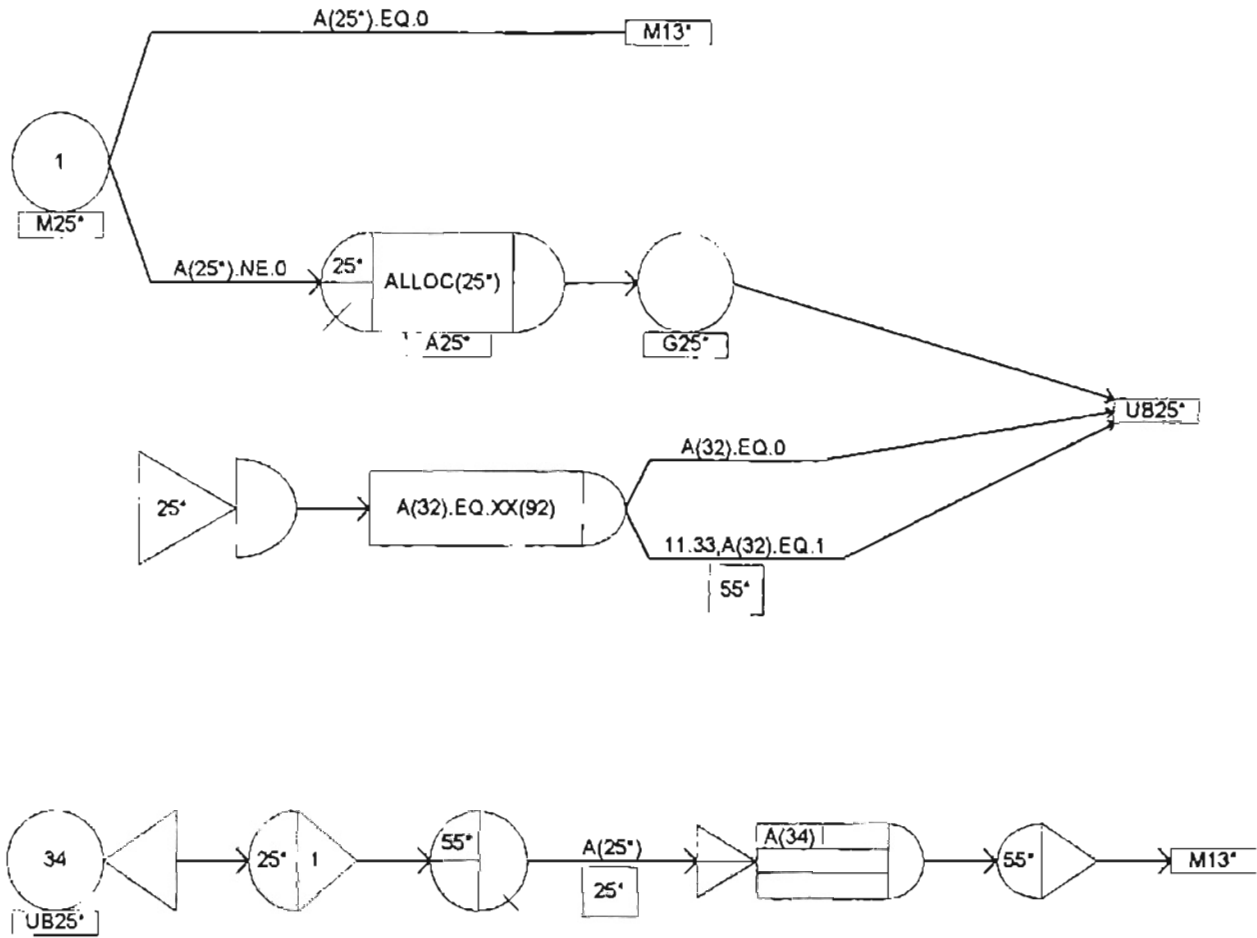 A(25*).EQ.0
M13*
1
M25*
A(25*).NE.0
25*
ALLOC(25*)
A25*
G25*
UB25*
A(32).EQ.0
25*
A(32).EQ.XX(92)
11.33,A(32).EQ.1
55*
34
UB25*
25*
1
55*
A(25*)
25*
A(34)
55*
M13*